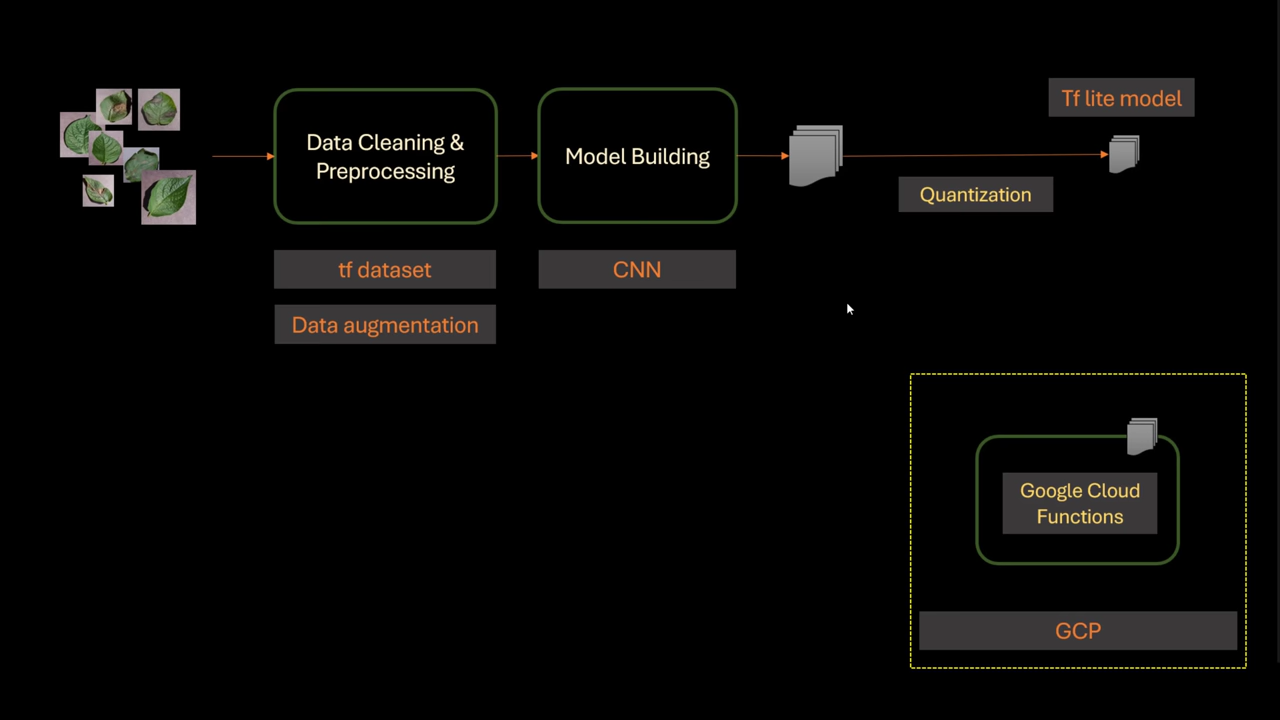 Tf lite model
Data Cleaning &
Preprocessing
Model Building
Quantization
tf dataset
CNN
Data augmentation
Google Cloud
Functions
GCP